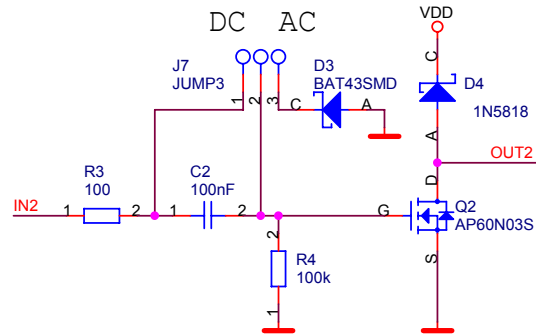 DC AC
VDD
J7
JUMP3
D3
BAT43SMD
1
2
3
C
A
C
D4
1N5818
A
OUT2
R3
100
C2
100nF
IN2
1
2
1
2
G
D
Q2
AP60N03S
S
2
R4
100k
1